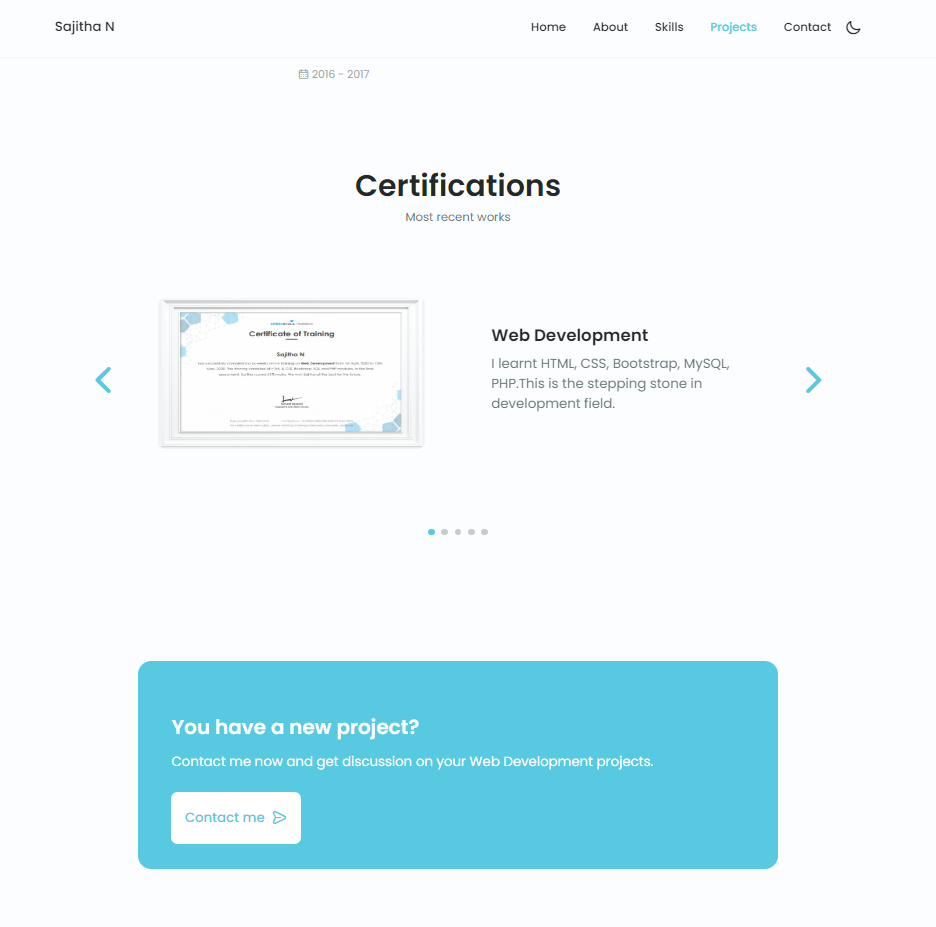 Sajitha N
Home About Skills Projects Contact
2016 - 2017
Certifications
Most recent works
Certificate of Training
Sajitha N
Web Development
I learnt HTML, CSS, Bootstrap, MySQL,
PHP.This is the stepping stone in
development field.
You have a new project?
Contact me now and get discussion on your Web Development projects.
Contact me